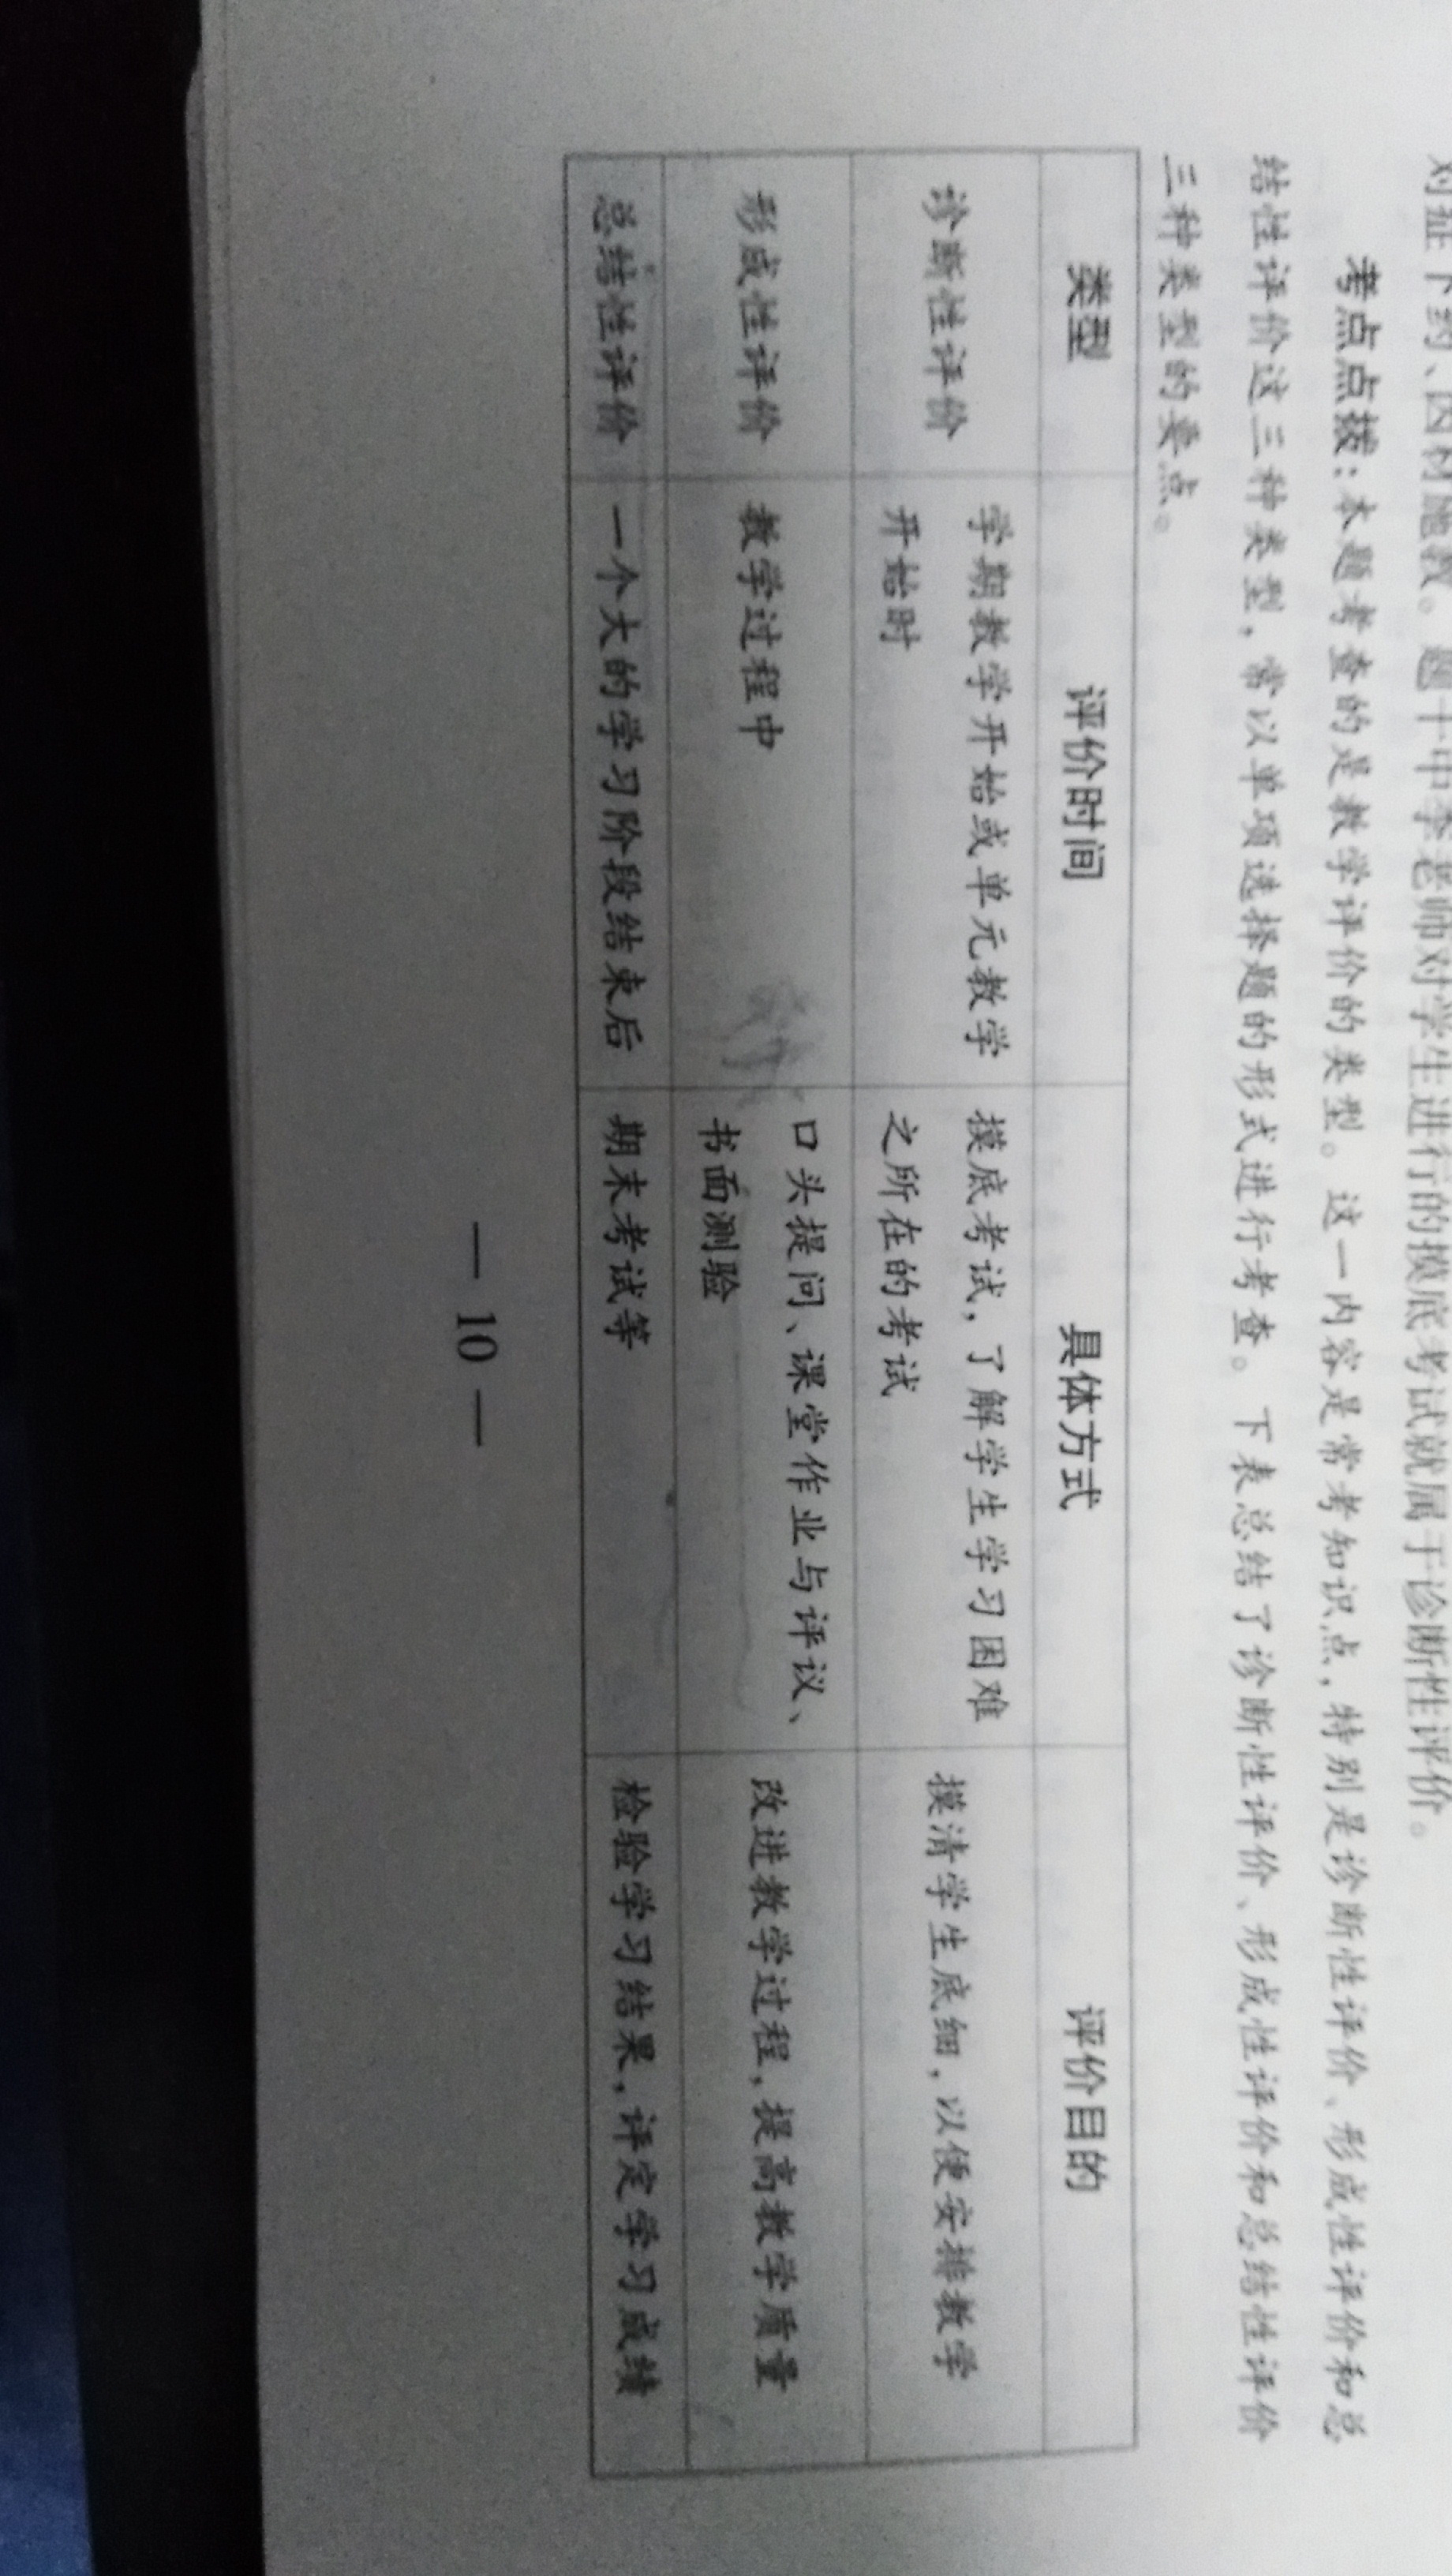 对症下药、因材施教。题干中李老师对学生进行的摸底考试就属于诊断性评价。
考点点拨：本题考查的是教学评价的类型。这一内容是常考知识点，特别是诊断性评价、形成性评价和总
结性评价这三种类型，常以单项选择题的形式进行考查。下表总结了诊断性评价、形成性评价和总结性评价
三种类型的要点。
类型 评价时间 具体方式 评价目的
诊断性评价 学期教学开始或单元教学 摸底考试，了解学生学习困难 摸清学生底细，以便安排教学
开始时 之所在的考试
形成性评价 教学过程中 口头提问、课堂作业与评议、 改进教学过程，提高教学质量
书面测验
总结性评价 一个大的学习阶段结束后 期末考试等 检验学习结果，评定学习成绩
— 10 —